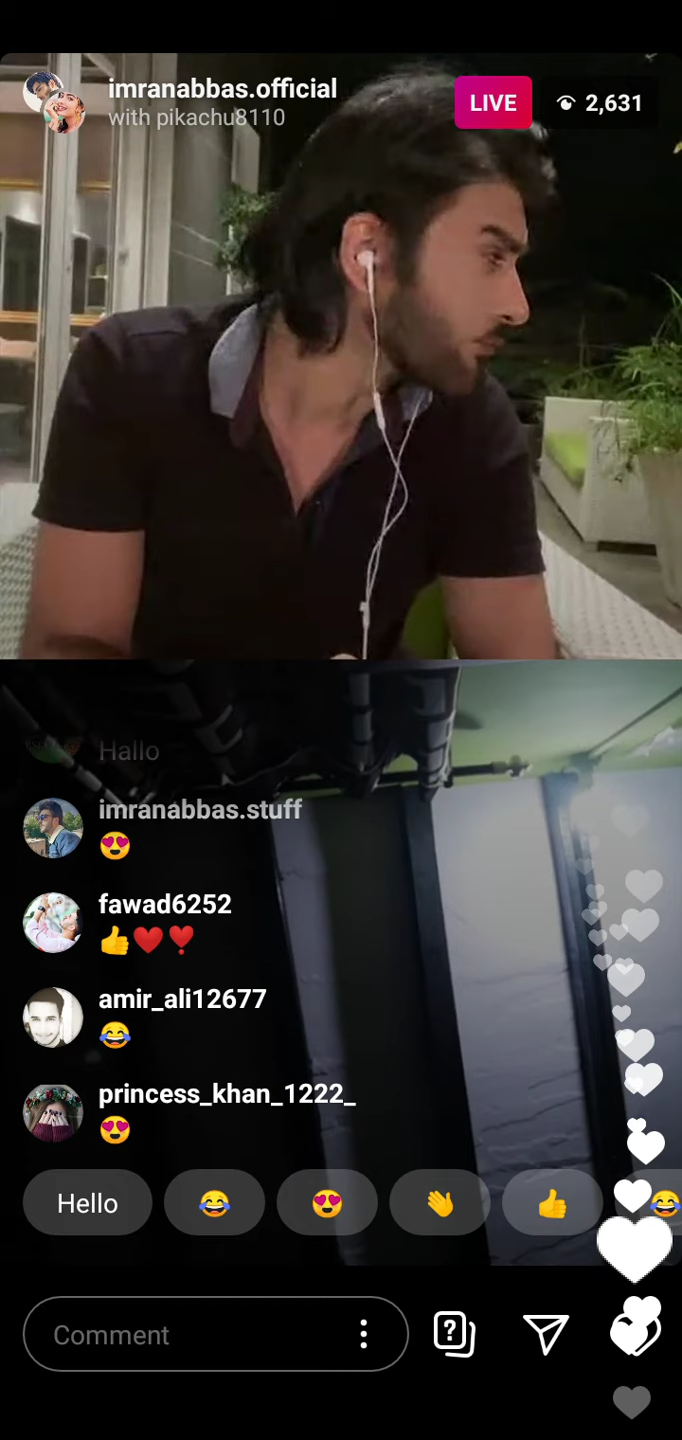 imranabbas.official
with pikachu8110
LIVE
2,631
Hallo
imranabbas.stuff
😍
fawad6252
👍❤️❣️
amir_ali12677
😂
princess_khan_1222_
😍
Hello 😂 😍 👋 👍 😂
Comment